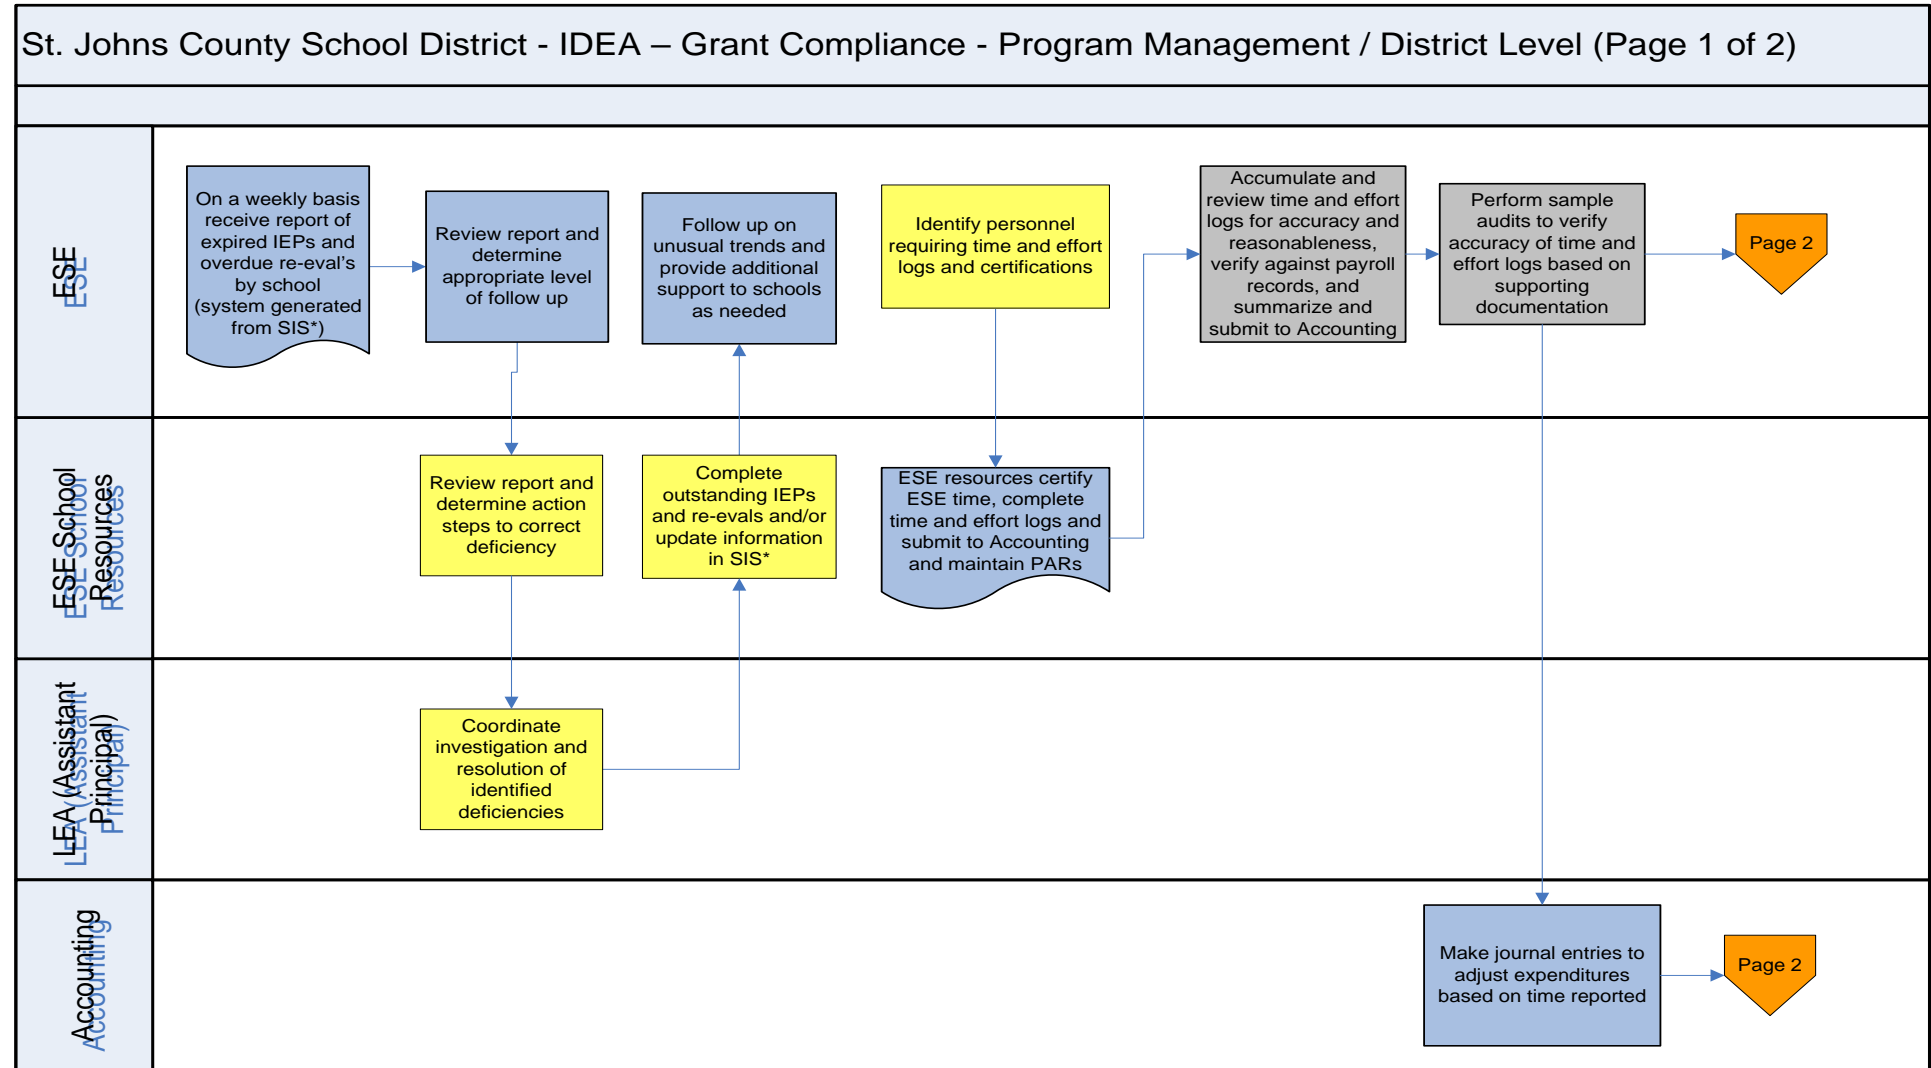 St. Johns County School District - IDEA – Grant Compliance - Program Management / District Level (Page 1 of 2)
ESE
On a weekly basis
receive report of
expired IEPs and
overdue re-eval’s
by school
(system generated
from SIS*)
Review report and
determine
appropriate level
of follow up
Follow up on
unusual trends and
provide additional
support to schools
as needed
Identify personnel
requiring time and effort
logs and certifications
Accumulate and
review time and effort
logs for accuracy and
reasonableness,
verify against payroll
records, and
summarize and
submit to Accounting
Perform sample
audits to verify
accuracy of time and
effort logs based on
supporting
documentation
Page 2
ESE School
Resources
Review report and
determine action
steps to correct
deficiency
Complete
outstanding IEPs
and re-evals and/or
update information
in SIS*
ESE resources certify
ESE time, complete
time and effort logs and
submit to Accounting
and maintain PARs
LEA (Assistant
Principal)
Coordinate
investigation and
resolution of
identified
deficiencies
Accounting
Make journal entries to
adjust expenditures
based on time reported
Page 2